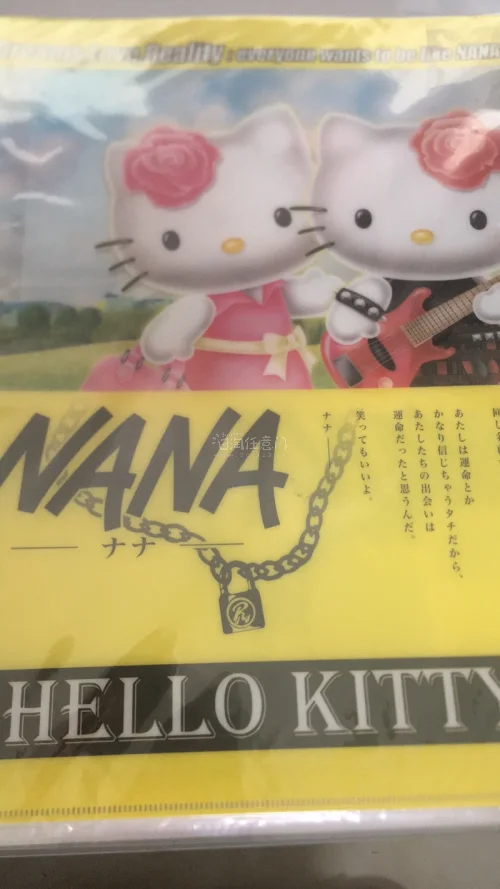 Reality : everyone wants to be like NANA
NANA
ナナ
あたしは運命とか
かなり信じちゃうタチだから、
あたしたちの出会いは
運命だったと思うんだ。
笑ってもいいよ。
ナナ――
HELLO KITTY